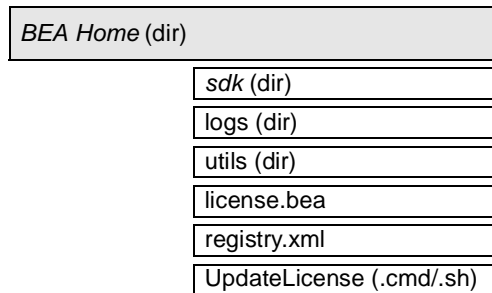 BEA Home (dir)
sdk (dir)
logs (dir)
utils (dir)
license.bea
registry.xml
UpdateLicense (.cmd/.sh)